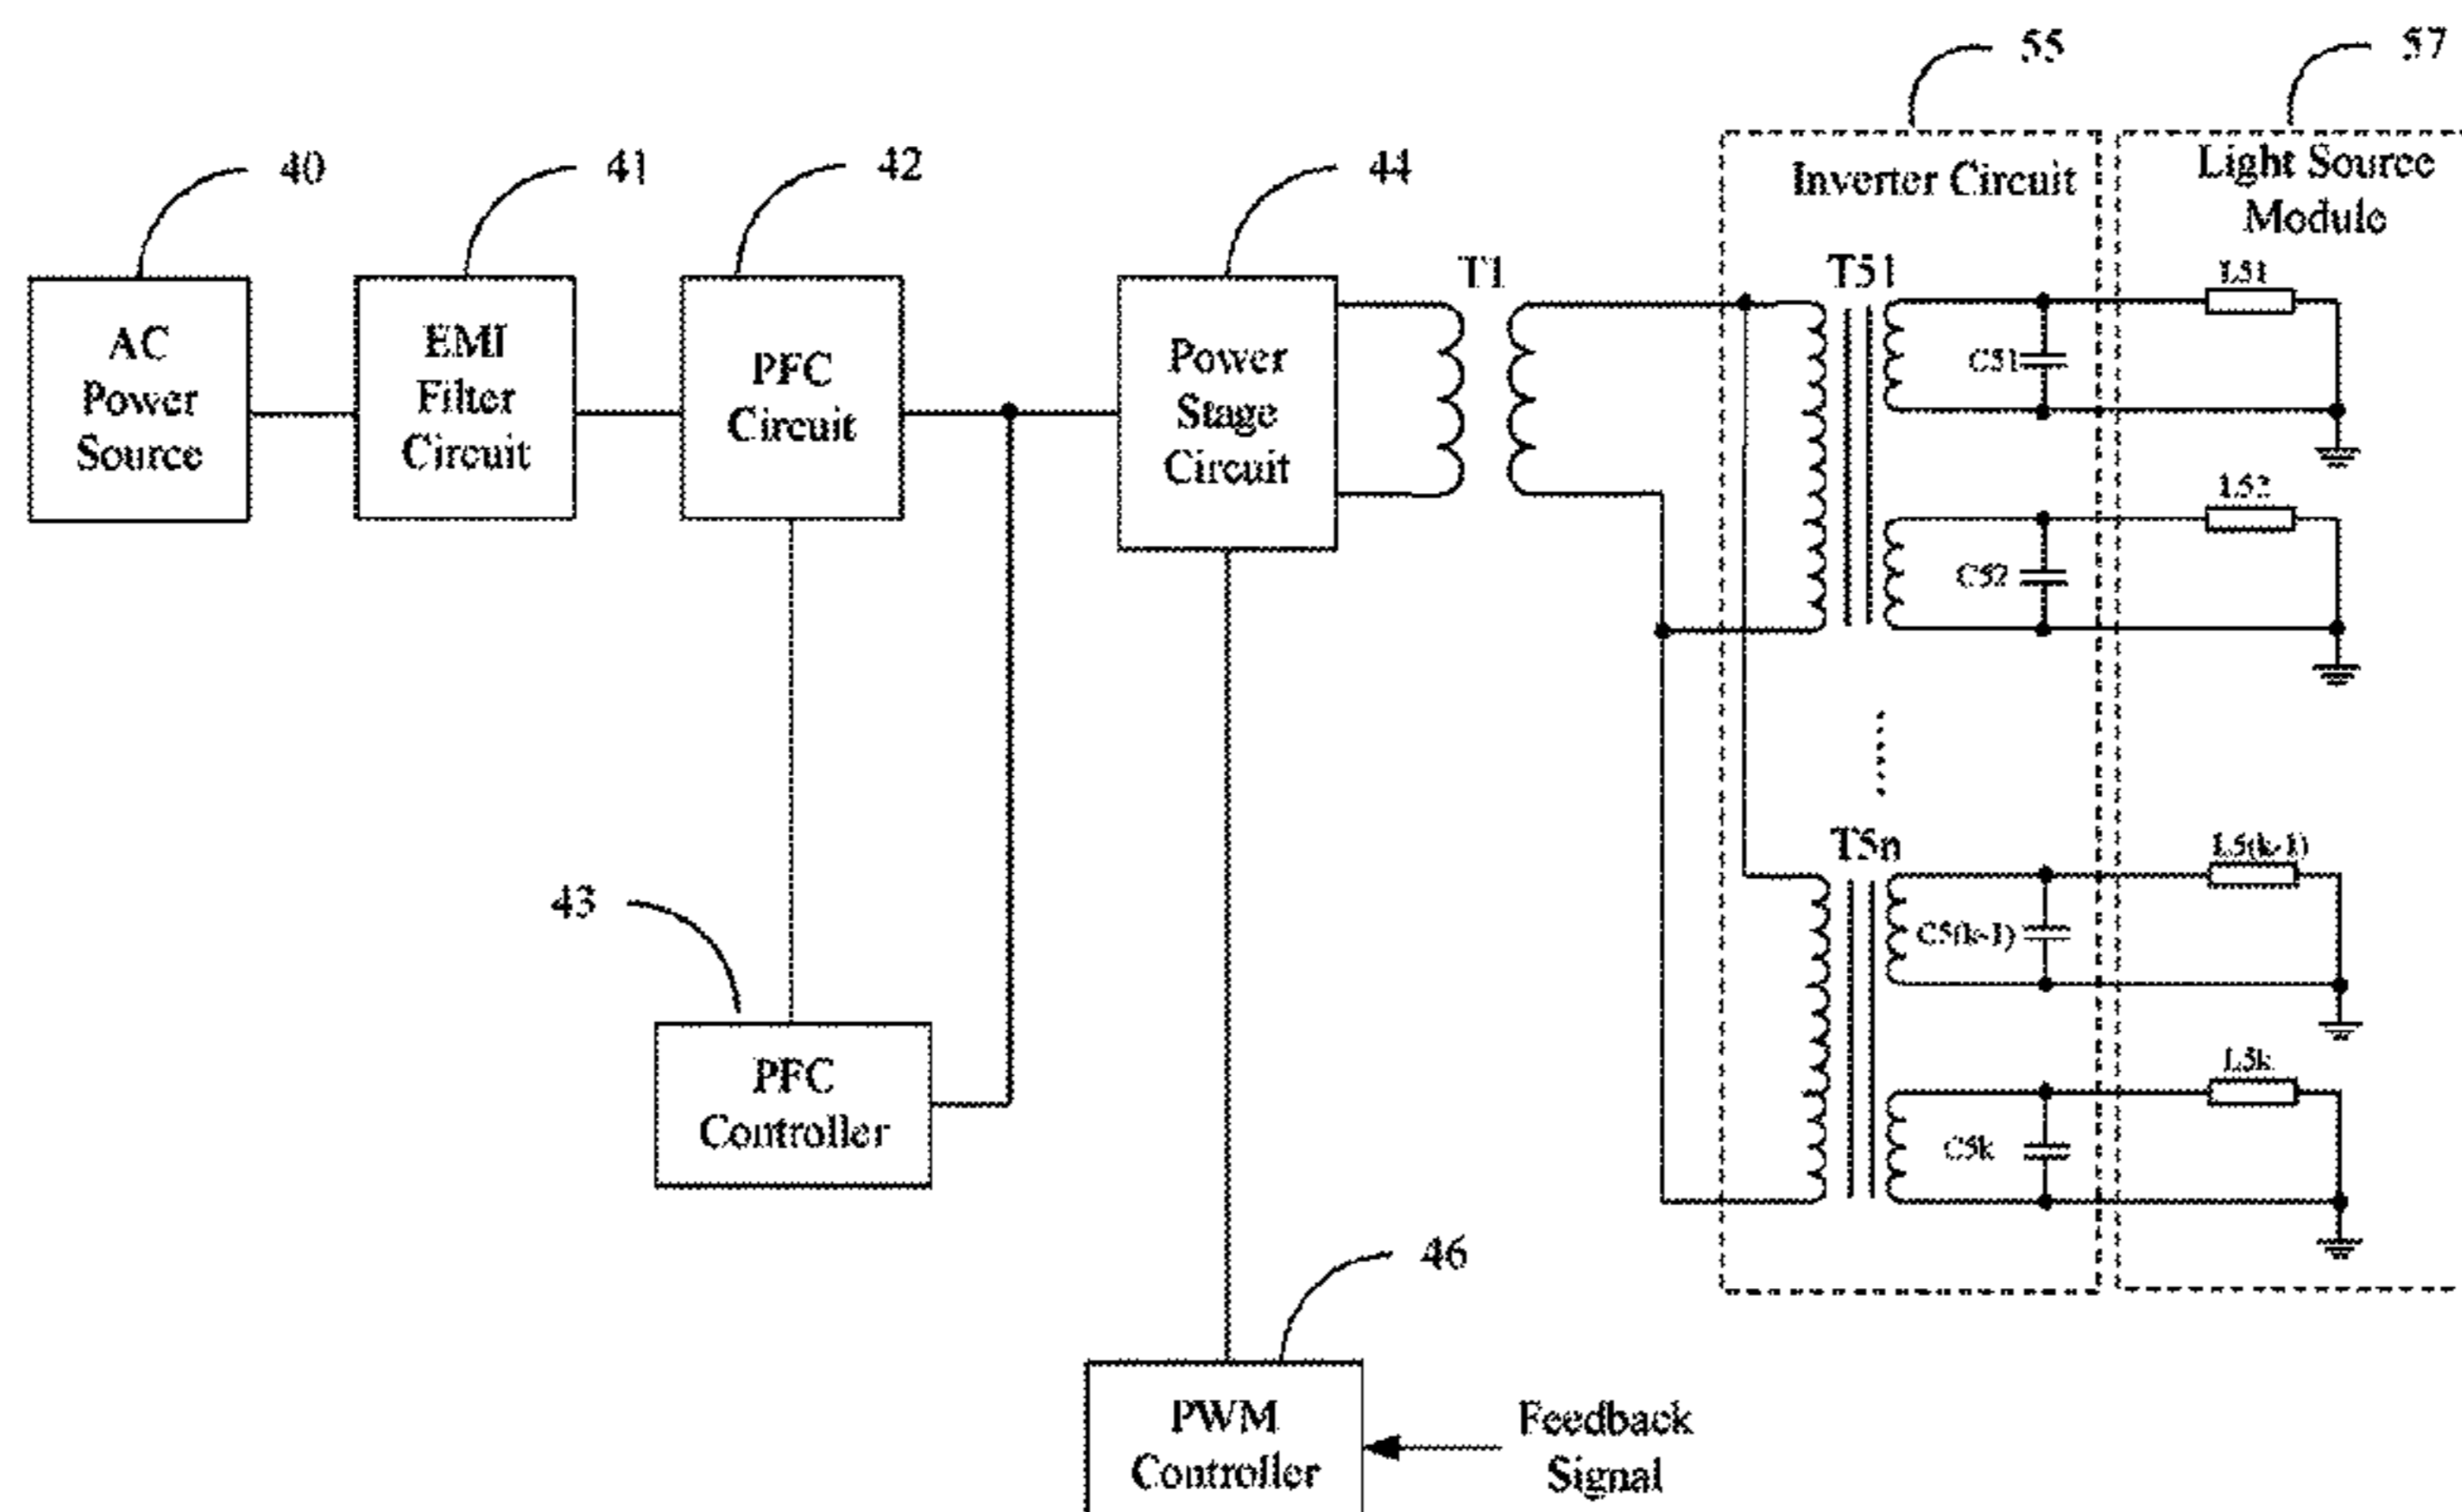 55
57
40
41
42
44
Inverter Circuit
Light Source
Module
AC
Power
Source
EMI
Filter
Circuit
PFC
Circuit
Power
Stage
Circuit
T1
T51
L51
C51
L52
C52
T5n
L5(k-1)
C5(k-1)
L5k
C5k
43
PFC
Controller
46
PWM
Controller
Feedback
Signal